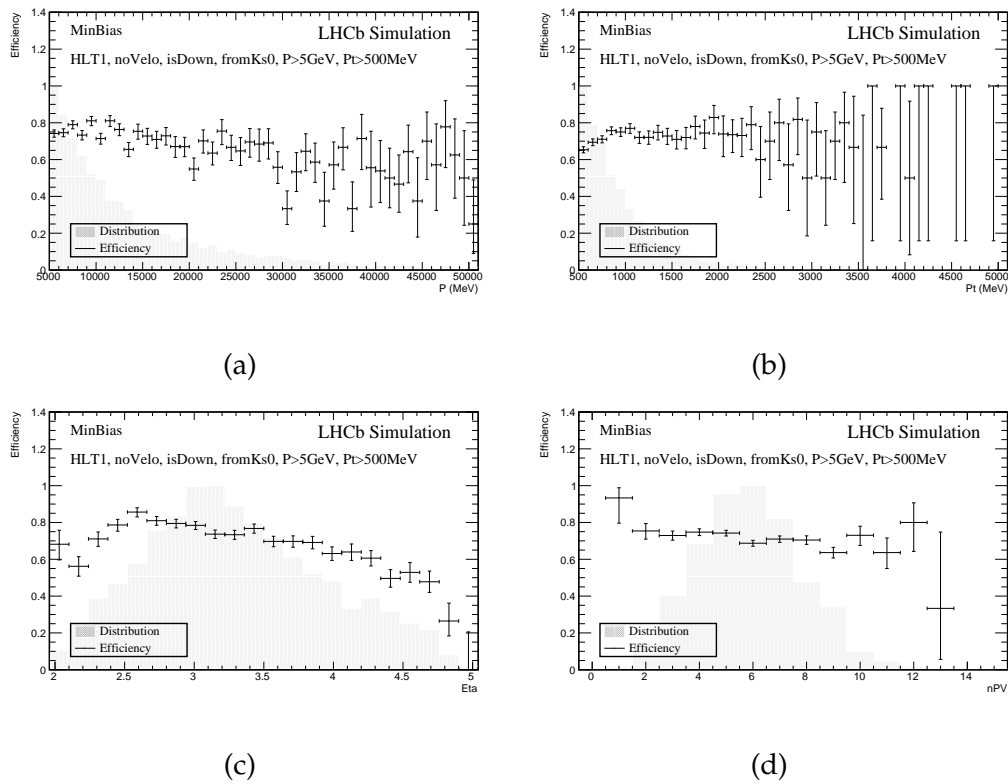 Efficiency
1.4
1.2
1
0.8
0.6
0.4
0.2
0
MinBias
LHCb Simulation
HLT1, noVelo, isDown, fromKs0, P>5GeV, Pt>500MeV
Distribution
Efficiency
5000 10000 15000 20000 25000 30000 35000 40000 45000 50000
P (MeV)
(a)
Efficiency
1.4
1.2
1
0.8
0.6
0.4
0.2
0
MinBias
LHCb Simulation
HLT1, noVelo, isDown, fromKs0, P>5GeV, Pt>500MeV
Distribution
Efficiency
500 1000 1500 2000 2500 3000 3500 4000 4500 5000
Pt (MeV)
(b)
Efficiency
1.4
1.2
1
0.8
0.6
0.4
0.2
0
MinBias
LHCb Simulation
HLT1, noVelo, isDown, fromKs0, P>5GeV, Pt>500MeV
Distribution
Efficiency
2 2.5 3 3.5 4 4.5 5
Eta
(c)
Efficiency
1.4
1.2
1
0.8
0.6
0.4
0.2
0
MinBias
LHCb Simulation
HLT1, noVelo, isDown, fromKs0, P>5GeV, Pt>500MeV
Distribution
Efficiency
0 2 4 6 8 10 12 14
nPV
(d)